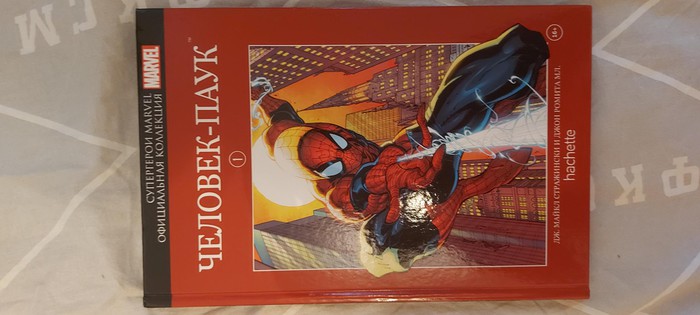 СУПЕРГЕРОИ MARVEL
ОФИЦИАЛЬНАЯ КОЛЛЕКЦИЯ
MARVEL
ЧЕЛОВЕК-ПАУК
1
16+
ДЖ. МАЙКЛ СТРАЖИНСКИ И ДЖОН РОМИТА МЛ.
hachette